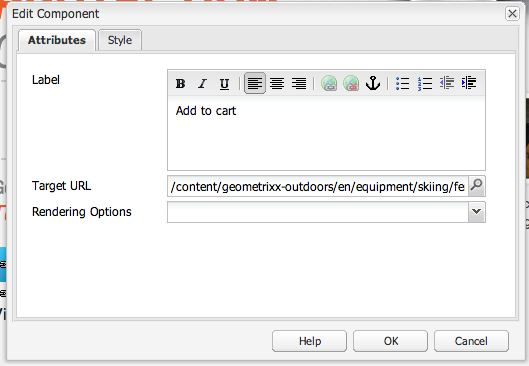 Edit Component
Attributes Style
Label
B I U
Add to cart
Target URL /content/geometrixx-outdoors/en/equipment/skiing/fe
Rendering Options
Help OK Cancel